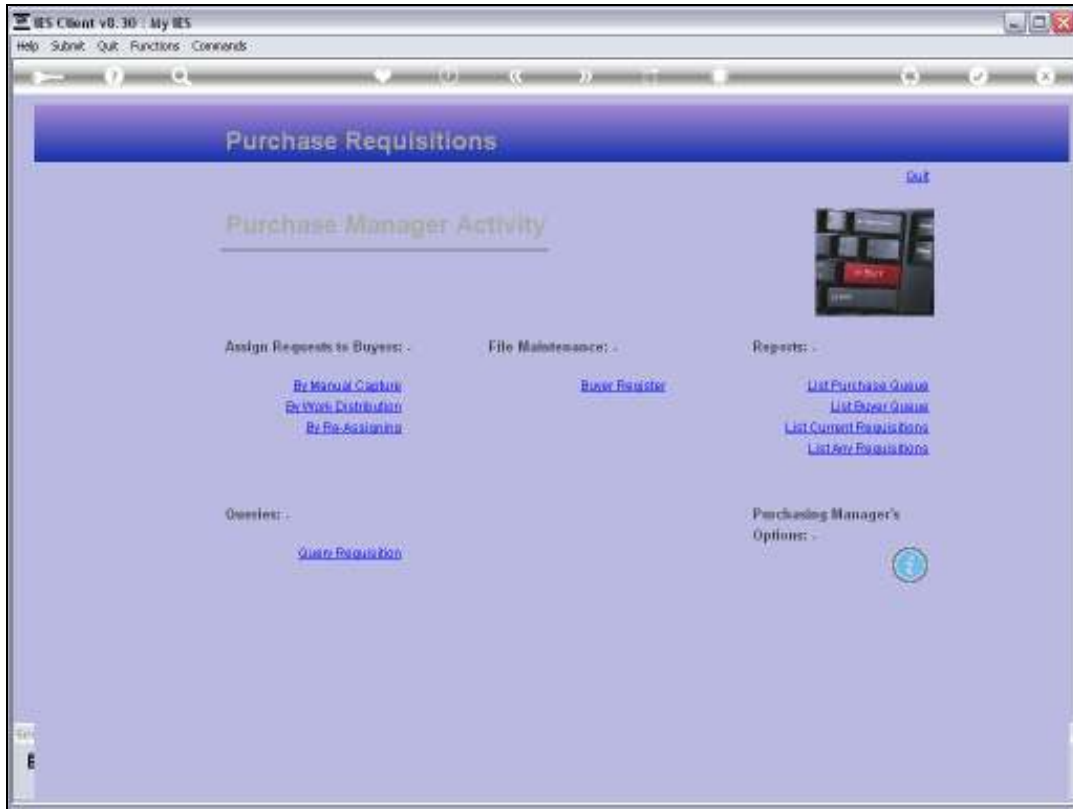 IES Client v8.30 : My IES
Help Submit Quit Functions Commands
Purchase Requisitions
Quit
Purchase Manager Activity
Assign Requests to Buyers: -
File Maintenance: -
Reports: -
By Manual Capture
Buyer Register
List Purchase Queue
By Work Distribution
List Buyer Queue
By Re-Assigning
List Current Requisitions
List Any Requisitions
Queries: -
Purchasing Manager's
Options: -
Query Requisition